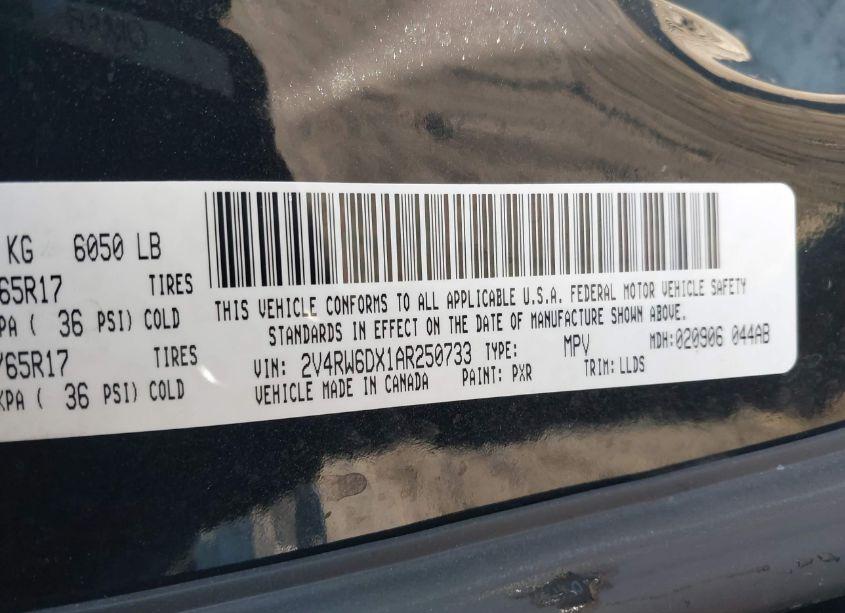 KG 6050 LB
65R17 TIRES
KPA ( 36 PSI) COLD
/65R17 TIRES
KPA ( 36 PSI) COLD
THIS VEHICLE CONFORMS TO ALL APPLICABLE U.S.A. FEDERAL MOTOR VEHICLE SAFETY
STANDARDS IN EFFECT ON THE DATE OF MANUFACTURE SHOWN ABOVE.
VIN: 2V4RW6DX1AR250733 TYPE: MPV MDH:020906 044AB
VEHICLE MADE IN CANADA PAINT: PXR TRIM: LLDS